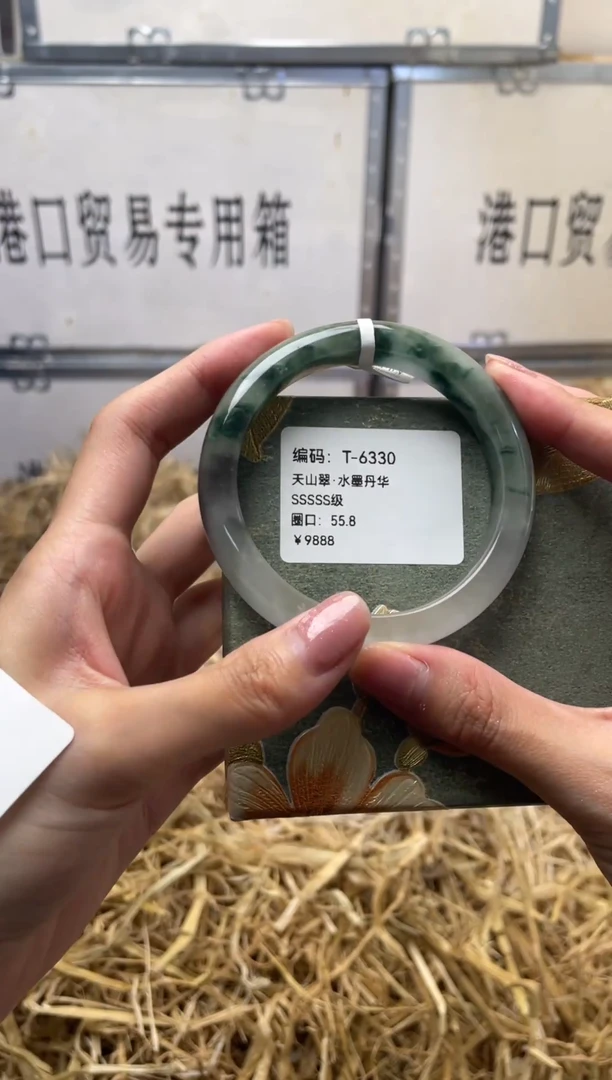 港口贸易专用箱
港口贸
编码：T-6330
天山翠·水墨丹华
SSSSS级
圈口：55.8
￥9888